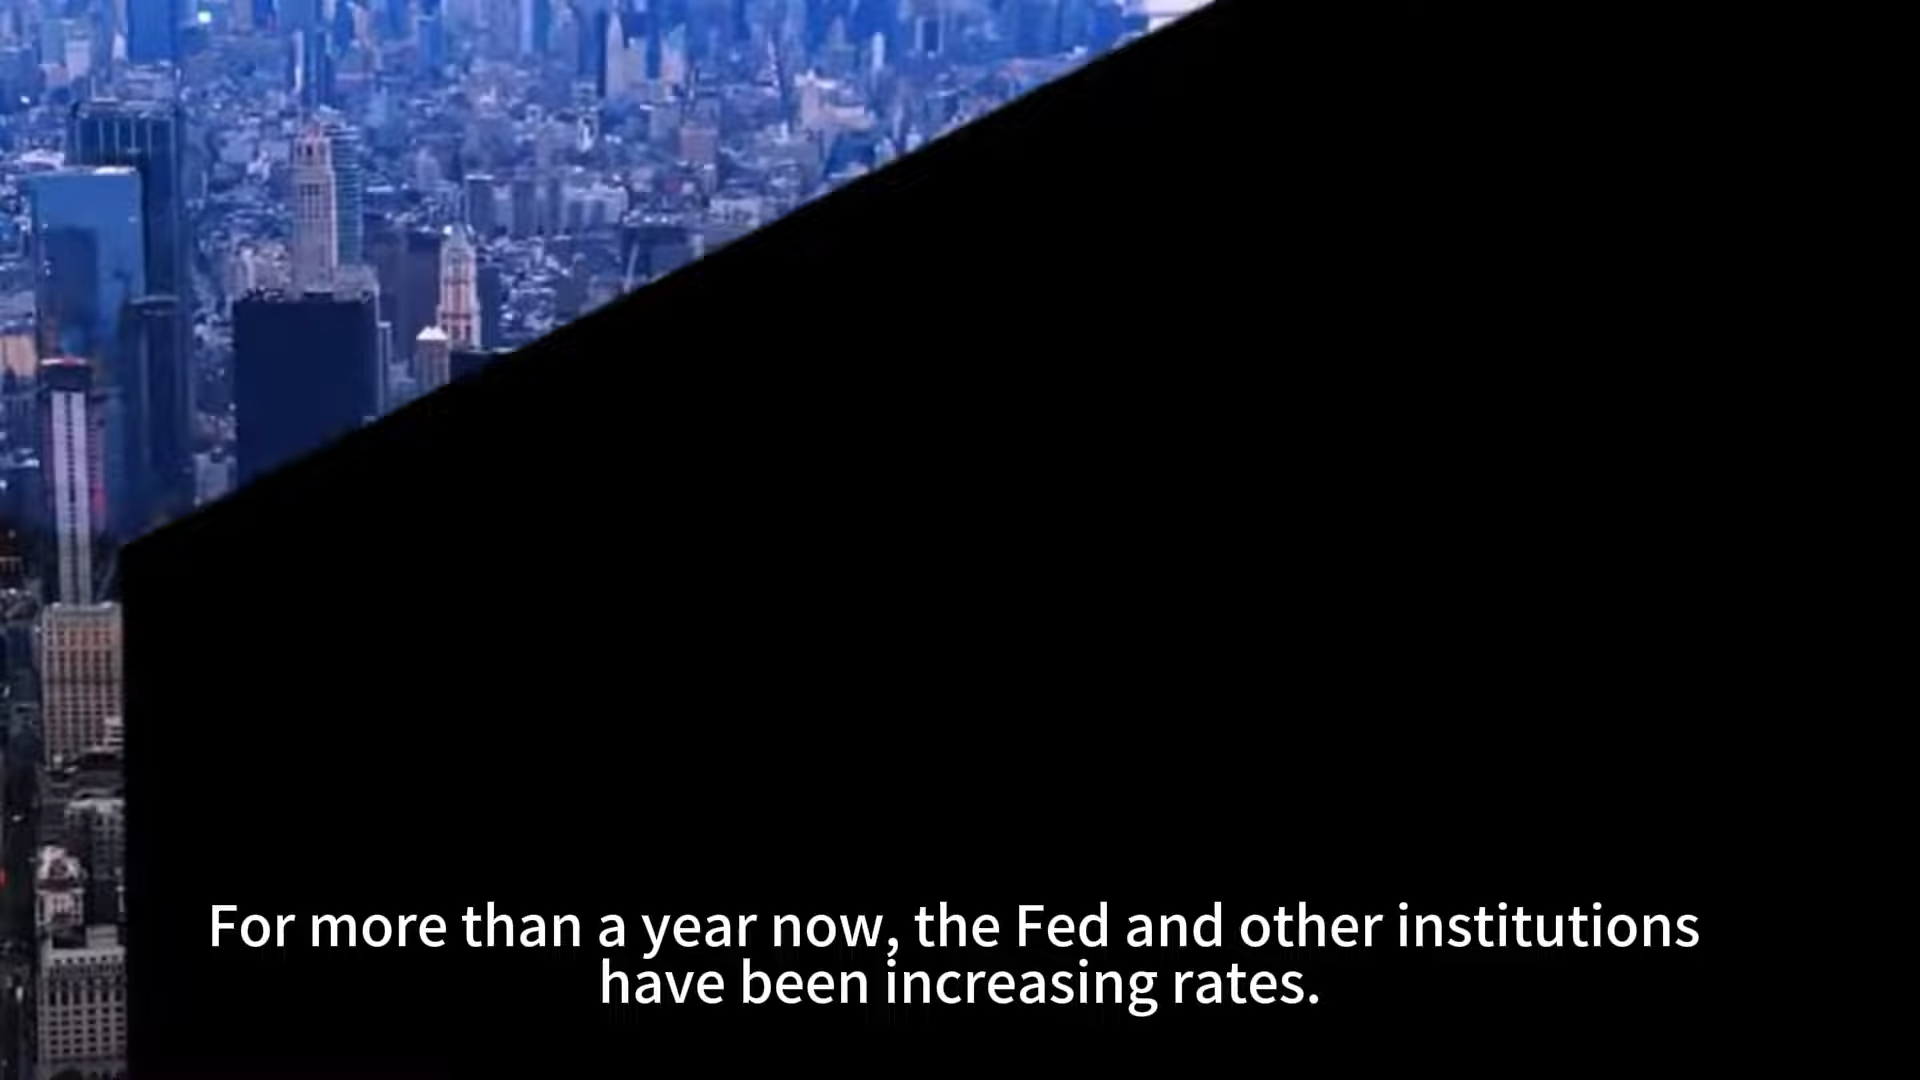 For more than a year now, the Fed and other institutions
have been increasing rates.